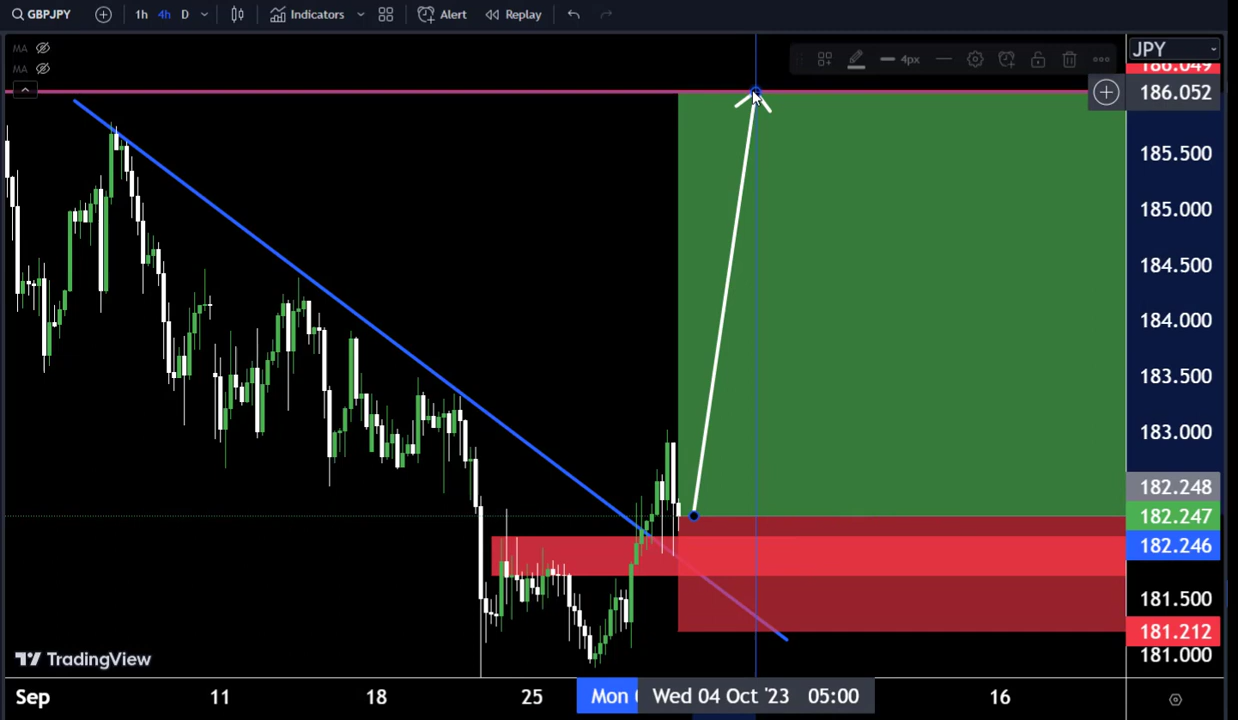 GBPJPY 1h 4h D Indicators Alert Replay
MA
MA
4px
JPY
186.049
186.052
185.500
185.000
184.500
184.000
183.500
183.000
182.248
182.247
182.246
181.500
181.212
181.000
TradingView
Sep 11 18 25 Mon Wed 04 Oct '23 05:00 16